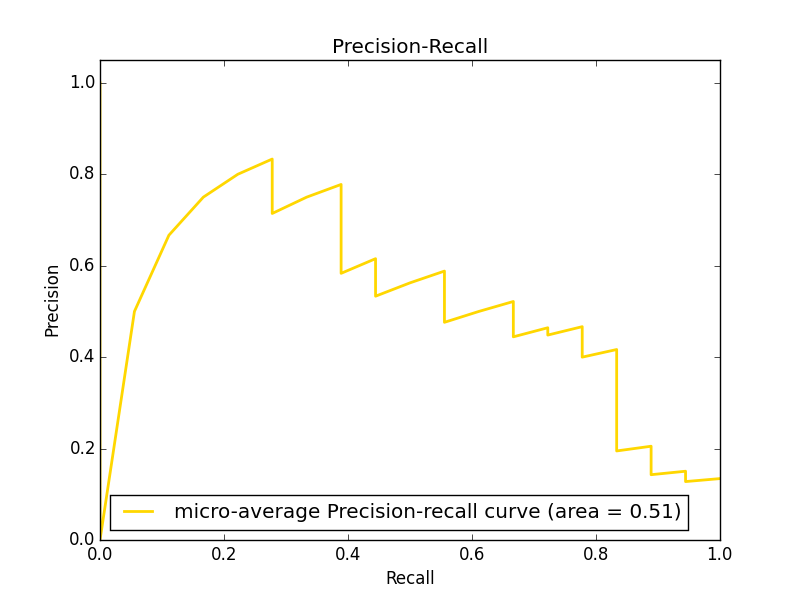 Precision-Recall
1.0
0.8
0.6
0.4
0.2
0.0
Precision
micro-average Precision-recall curve (area = 0.51)
0.0 0.2 0.4 0.6 0.8 1.0
Recall